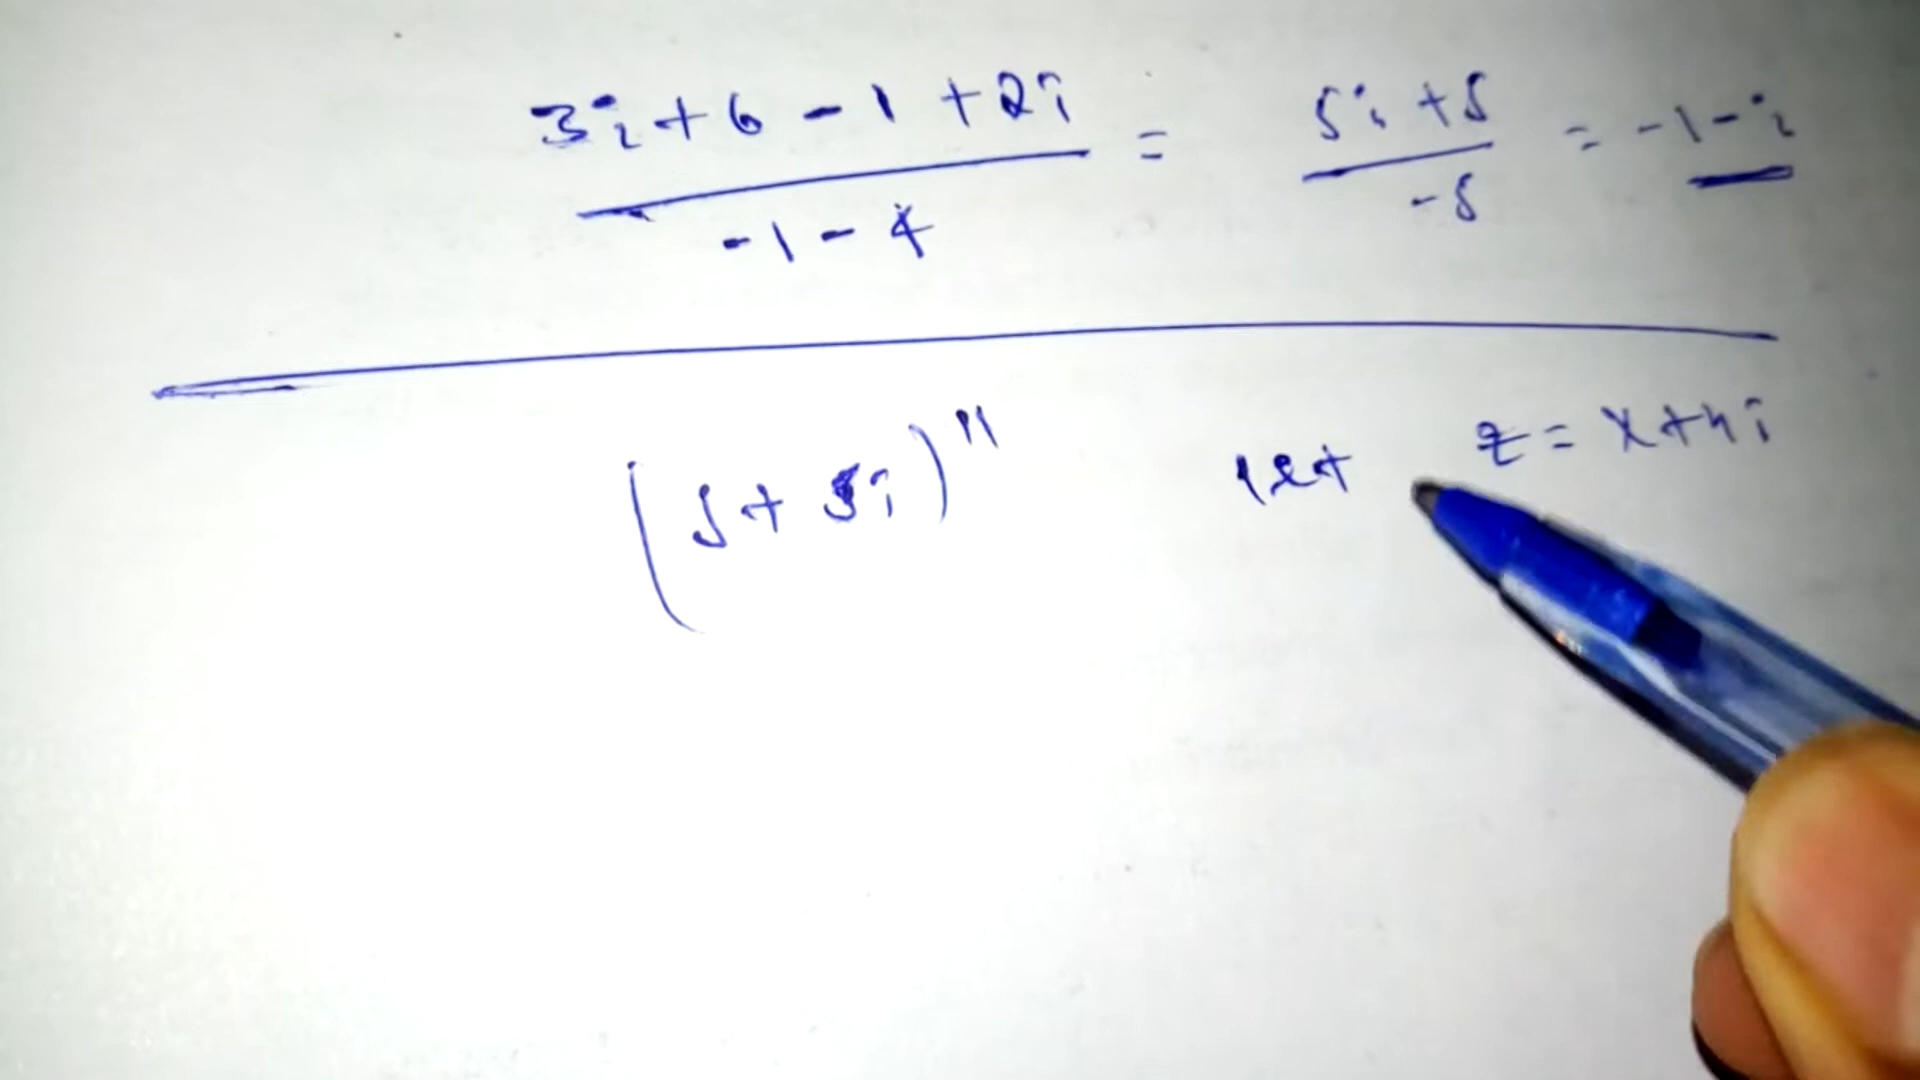 3i+6-1+2i / -1-4 = 5i+5 / -5 = -1-i
(5+5i)^11 let z=x+yi